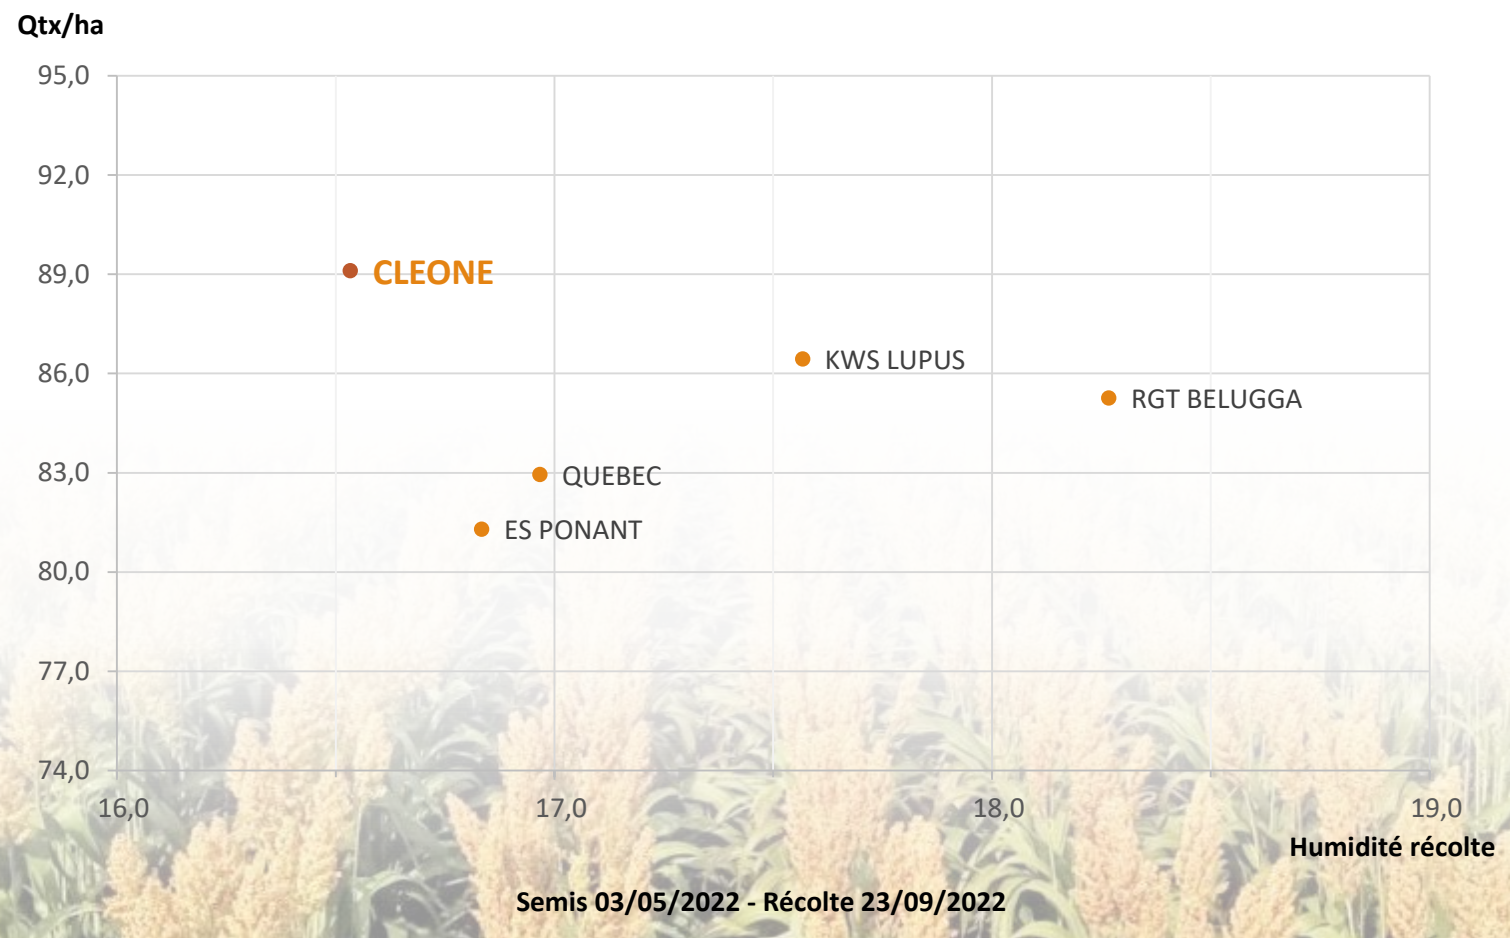 Qtx/ha
95,0
92,0
89,0
CLEONE
86,0
KWS LUPUS
RGT BELUGGA
83,0
QUEBEC
ES PONANT
80,0
77,0
74,0
16,0 17,0 18,0 19,0
Humidité récolte
Semis 03/05/2022 - Récolte 23/09/2022